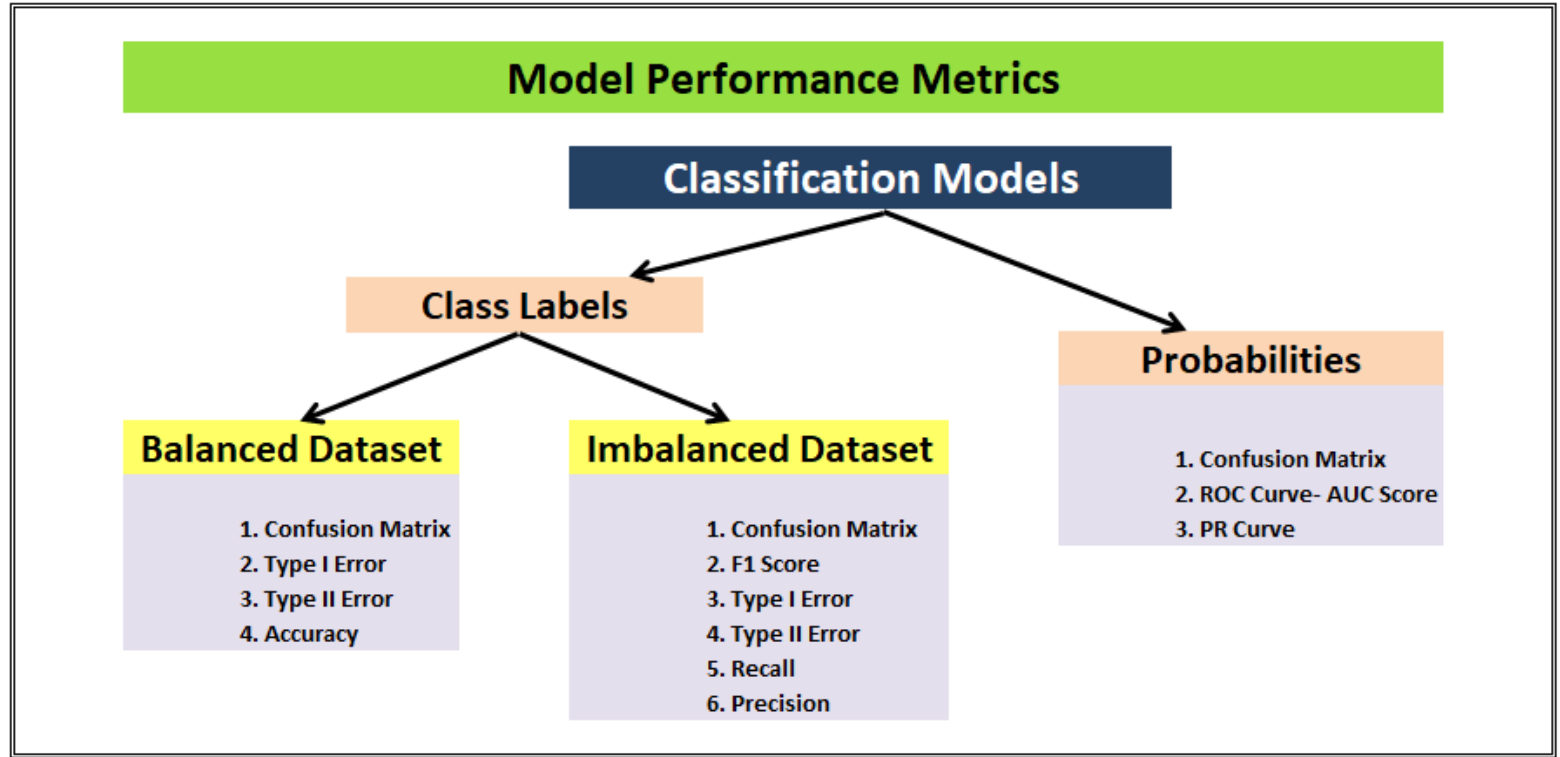 Model Performance Metrics
Classification Models
Class Labels
Probabilities
1. Confusion Matrix
2. ROC Curve- AUC Score
3. PR Curve
Balanced Dataset
1. Confusion Matrix
2. Type I Error
3. Type II Error
4. Accuracy
Imbalanced Dataset
1. Confusion Matrix
2. F1 Score
3. Type I Error
4. Type II Error
5. Recall
6. Precision